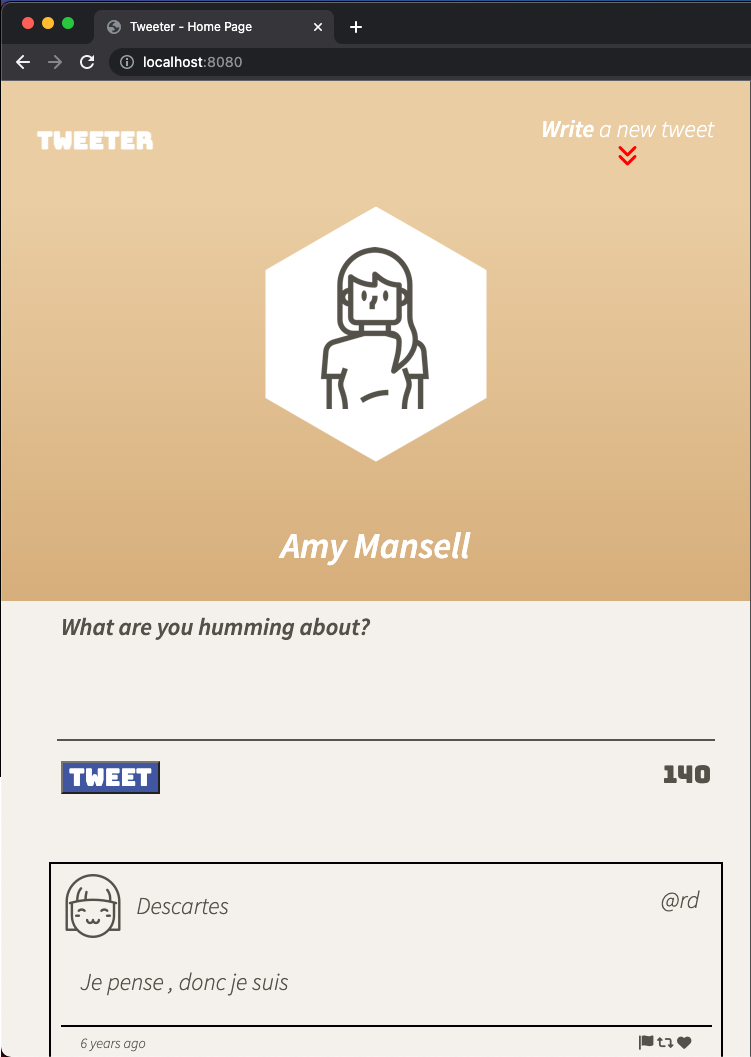 Tweeter - Home Page
localhost:8080
TWEETER
Write a new tweet
Amy Mansell
What are you humming about?
TWEET
140
Descartes
@rd
Je pense , donc je suis
6 years ago